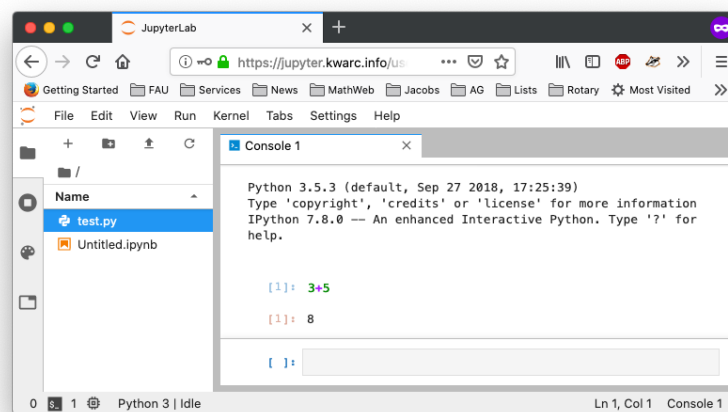 JupyterLab
https://jupyter.kwarc.info/us
ABP
Getting Started FAU Services News MathWeb Jacobs AG Lists Rotary Most Visited
File Edit View Run Kernel Tabs Settings Help
Console 1
/
Name
test.py
Untitled.ipynb
Python 3.5.3 (default, Sep 27 2018, 17:25:39)
Type 'copyright', 'credits' or 'license' for more information
IPython 7.8.0 -- An enhanced Interactive Python. Type '?' for
help.
[1]: 3+5
[1]: 8
[ ]:
0 $_ 1 Python 3 | Idle Ln 1, Col 1 Console 1